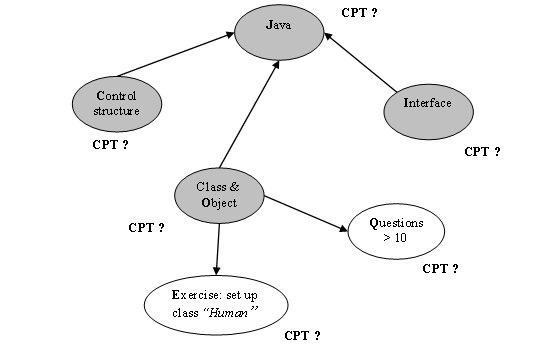 Java
CPT ?
Control
structure
CPT ?
Interface
CPT ?
Class &
Object
CPT ?
Questions
> 10
CPT ?
Exercise: set up
class “Human”
CPT ?